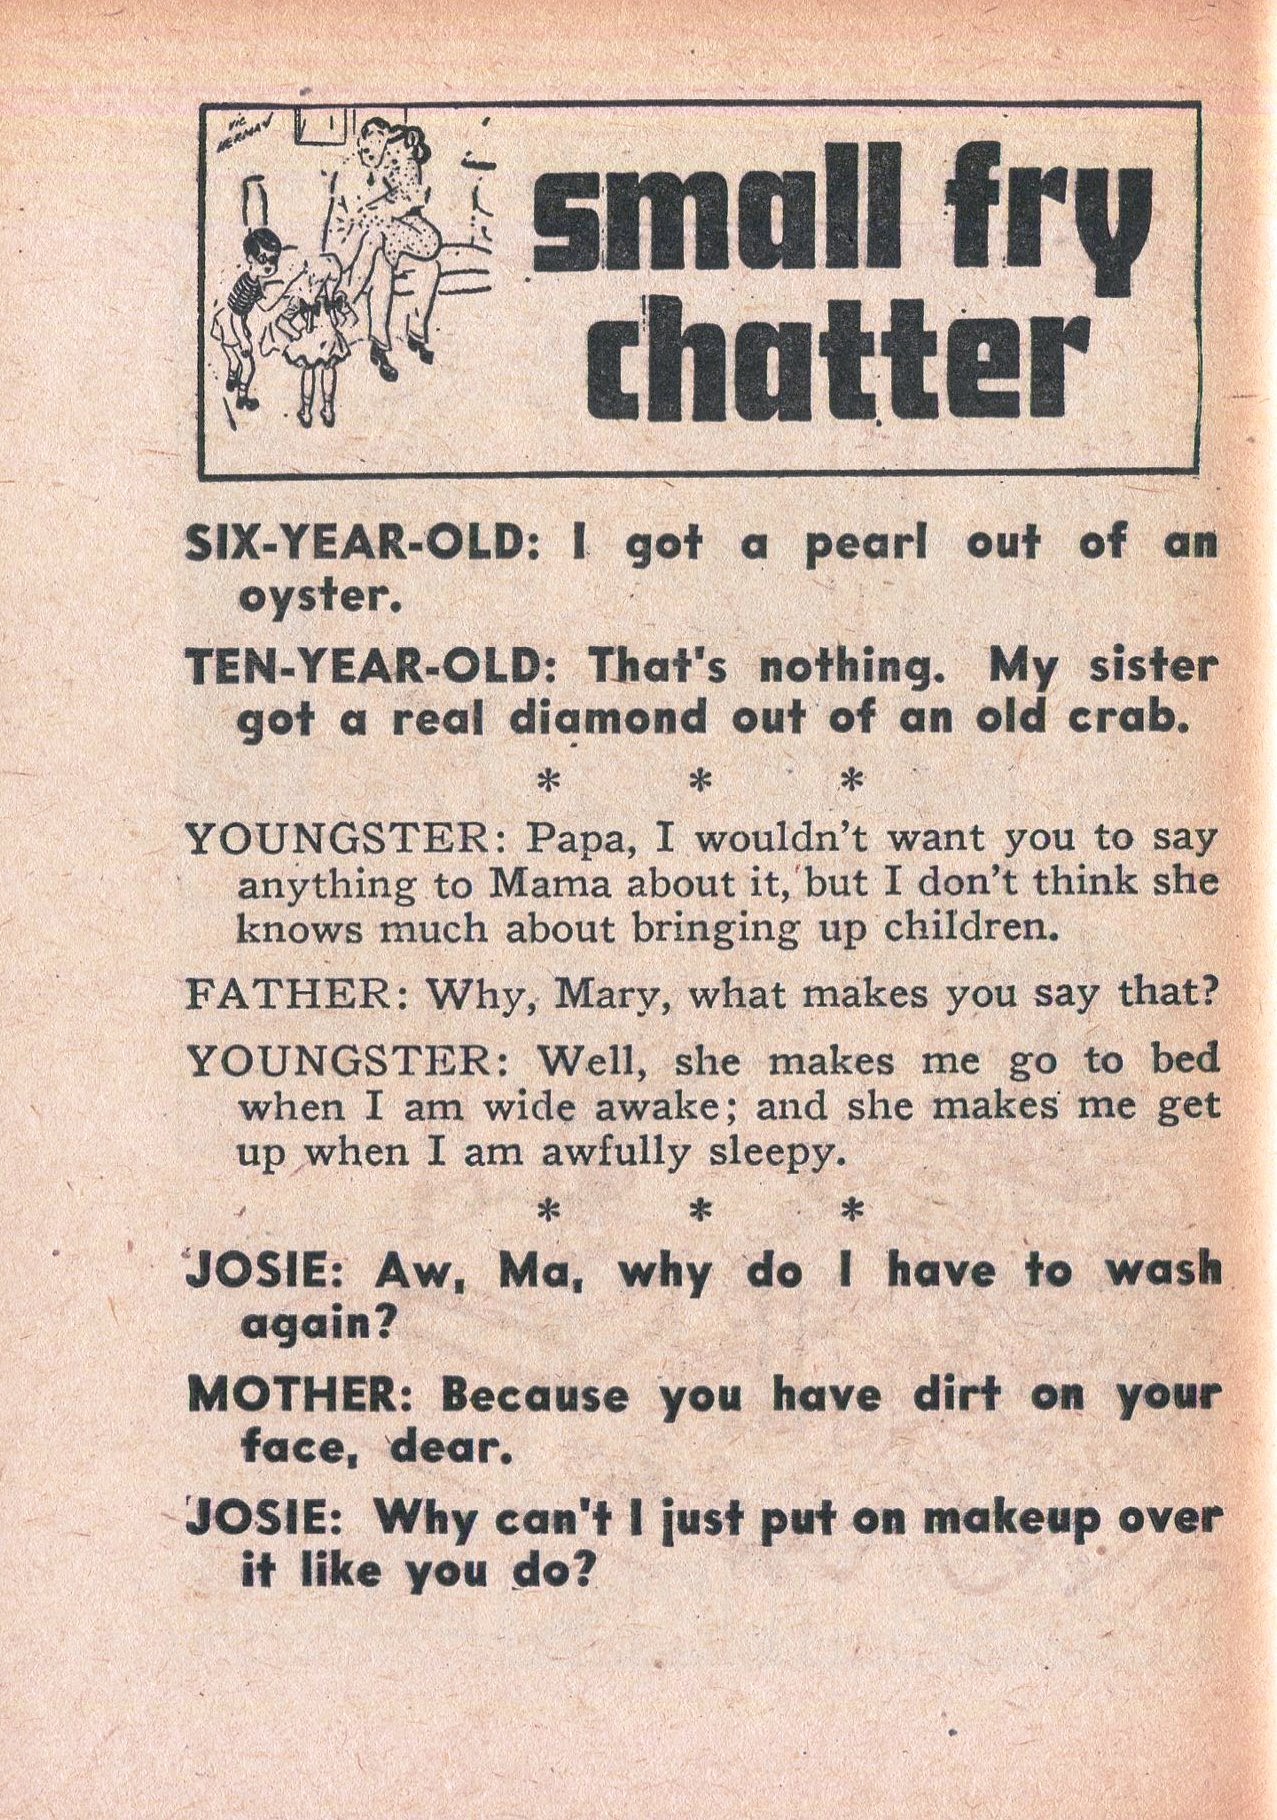 VIC
HERMAN
small fry
chatter
SIX-YEAR-OLD: I got a pearl out of an
oyster.
TEN-YEAR-OLD: That's nothing. My sister
got a real diamond out of an old crab.
* * *
YOUNGSTER: Papa, I wouldn't want you to say
anything to Mama about it, but I don't think she
knows much about bringing up children.
FATHER: Why, Mary, what makes you say that?
YOUNGSTER: Well, she makes me go to bed
when I am wide awake; and she makes me get
up when I am awfully sleepy.
* * *
JOSIE: Aw, Ma, why do I have to wash
again?
MOTHER: Because you have dirt on your
face, dear.
JOSIE: Why can't I just put on makeup over
it like you do?